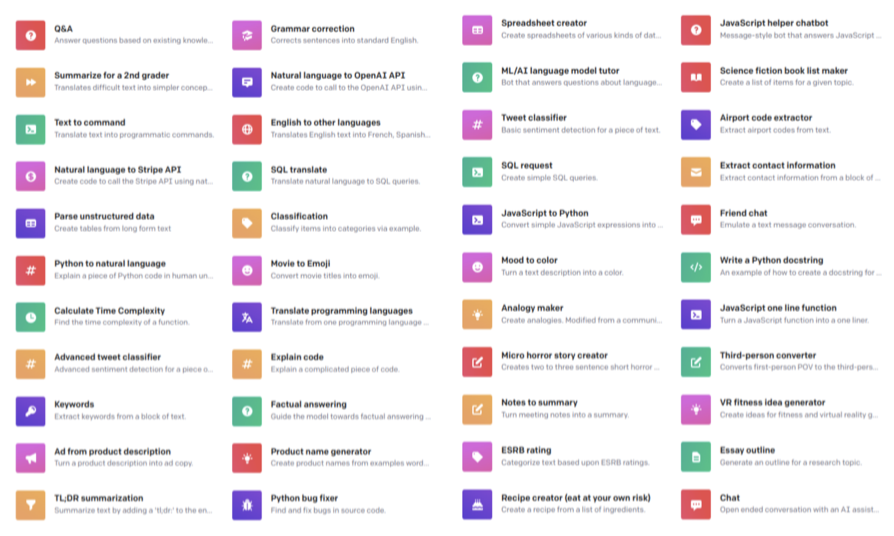 Q&A
Answer questions based on existing knowle...
Summarize for a 2nd grader
Translates difficult text into simpler concep...
Text to command
Translate text into programmatic commands.
Natural language to Stripe API
Create code to call the Stripe API using nat...
Parse unstructured data
Create tables from long form text
Python to natural language
Explain a piece of Python code in human un...
Calculate Time Complexity
Find the time complexity of a function.
Advanced tweet classifier
Advanced sentiment detection for a piece o...
Keywords
Extract keywords from a block of text.
Ad from product description
Turn a product description into ad copy.
TL;DR summarization
Summarize text by adding a 'tl;dr:' to the en...
Grammar correction
Corrects sentences into standard English.
Natural language to OpenAI API
Create code to call to the OpenAI API usin...
English to other languages
Translates English text into French, Spanish...
SQL translate
Translate natural language to SQL queries.
Classification
Classify items into categories via example.
Movie to Emoji
Convert movie titles into emoji.
Translate programming languages
Translate from one programming language ...
Explain code
Explain a complicated piece of code.
Factual answering
Guide the model towards factual answering ...
Product name generator
Create product names from examples word...
Python bug fixer
Find and fix bugs in source code.
Spreadsheet creator
Create spreadsheets of various kinds of dat...
ML/AI language model tutor
Bot that answers questions about language...
Tweet classifier
Basic sentiment detection for a piece of text.
SQL request
Create simple SQL queries.
JavaScript to Python
Convert simple JavaScript expressions into ...
Mood to color
Turn a text description into a color.
Analogy maker
Create analogies. Modified from a communi...
Micro horror story creator
Creates two to three sentence short horror ...
Notes to summary
Turn meeting notes into a summary.
ESRB rating
Categorize text based upon ESRB ratings.
Recipe creator (eat at your own risk)
Create a recipe from a list of ingredients.
JavaScript helper chatbot
Message-style bot that answers JavaScript ...
Science fiction book list maker
Create a list of items for a given topic.
Airport code extractor
Extract airport codes from text.
Extract contact information
Extract contact information from a block of ...
Friend chat
Emulate a text message conversation.
Write a Python docstring
An example of how to create a docstring for ...
JavaScript one line function
Turn a JavaScript function into a one liner.
Third-person converter
Converts first-person POV to the third-pers...
VR fitness idea generator
Create ideas for fitness and virtual reality g...
Essay outline
Generate an outline for a research topic.
Chat
Open ended conversation with an AI assist...